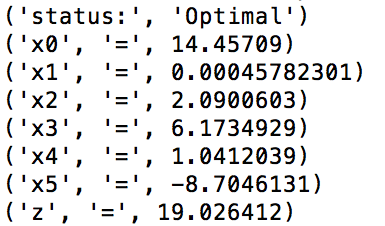 ('status:', 'Optimal')
('x0', '=', 14.45709)
('x1', '=', 0.00045782301)
('x2', '=', 2.0900603)
('x3', '=', 6.1734929)
('x4', '=', 1.0412039)
('x5', '=', -8.7046131)
('z', '=', 19.026412)